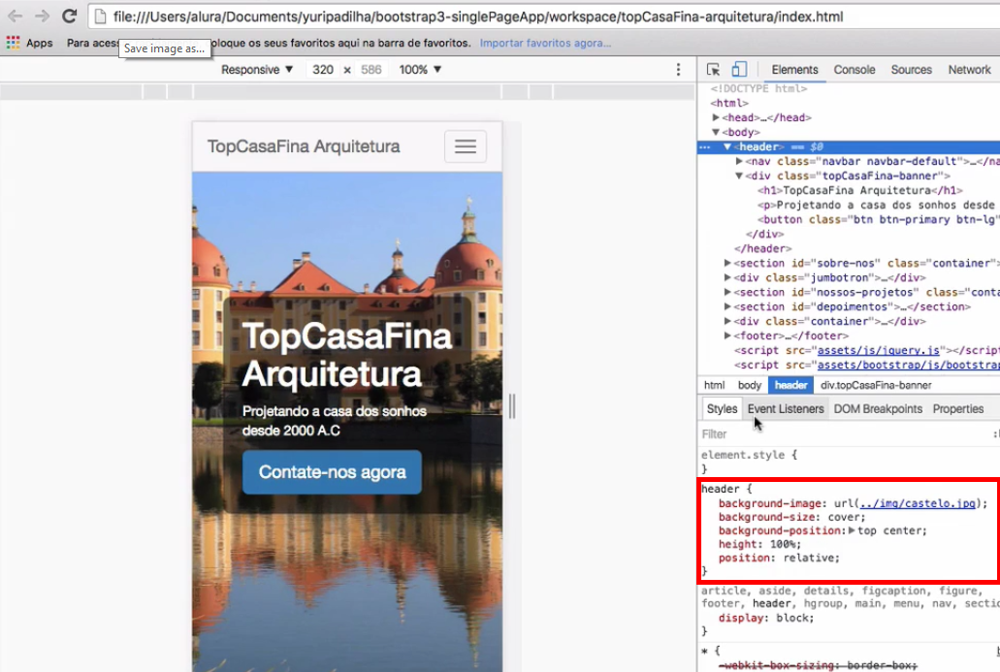 file:///Users/alura/Documents/yuripadilha/bootstrap3-singlePageApp/workspace/topCasaFina-arquitetura/index.html
Apps Para aces oloque os seus favoritos aqui na barra de favoritos. Importar favoritos agora...
Save image as...
Responsive ▼ 320 × 586 100% ▼
TopCasaFina Arquitetura
TopCasaFina
Arquitetura
Projetando a casa dos sonhos
desde 2000 A.C
Contate-nos agora
Elements Console Sources Network
<!DOCTYPE html>
<html>
▶<head>…</head>
▼<body>
… ▼<header> == $0
▶<nav class="navbar navbar-default">…</na
▼<div class="topCasaFina-banner">
<h1>TopCasaFina Arquitetura</h1>
<p>Projetando a casa dos sonhos desde
<button class="btn btn-primary btn-lg"
</div>
</header>
▶<section id="sobre-nos" class="container">
▶<div class="jumbotron">…</div>
▶<section id="nossos-projetos" class="conta
▶<section id="depoimentos">…</section>
▶<div class="container">…</div>
▶<footer>…</footer>
<script src="assets/js/jquery.js"></script
<script src="assets/bootstrap/js/bootstrap
html body header div.topCasaFina-banner
Styles Event Listeners DOM Breakpoints Properties
Filter
element.style {
}
header {
background-image: url(../img/castelo.jpg);
background-size: cover;
background-position:▶top center;
height: 100%;
position: relative;
}
article, aside, details, figcaption, figure,
footer, header, hgroup, main, menu, nav, sectio
display: block;
}
* {
-webkit-box-sizing: border-box;